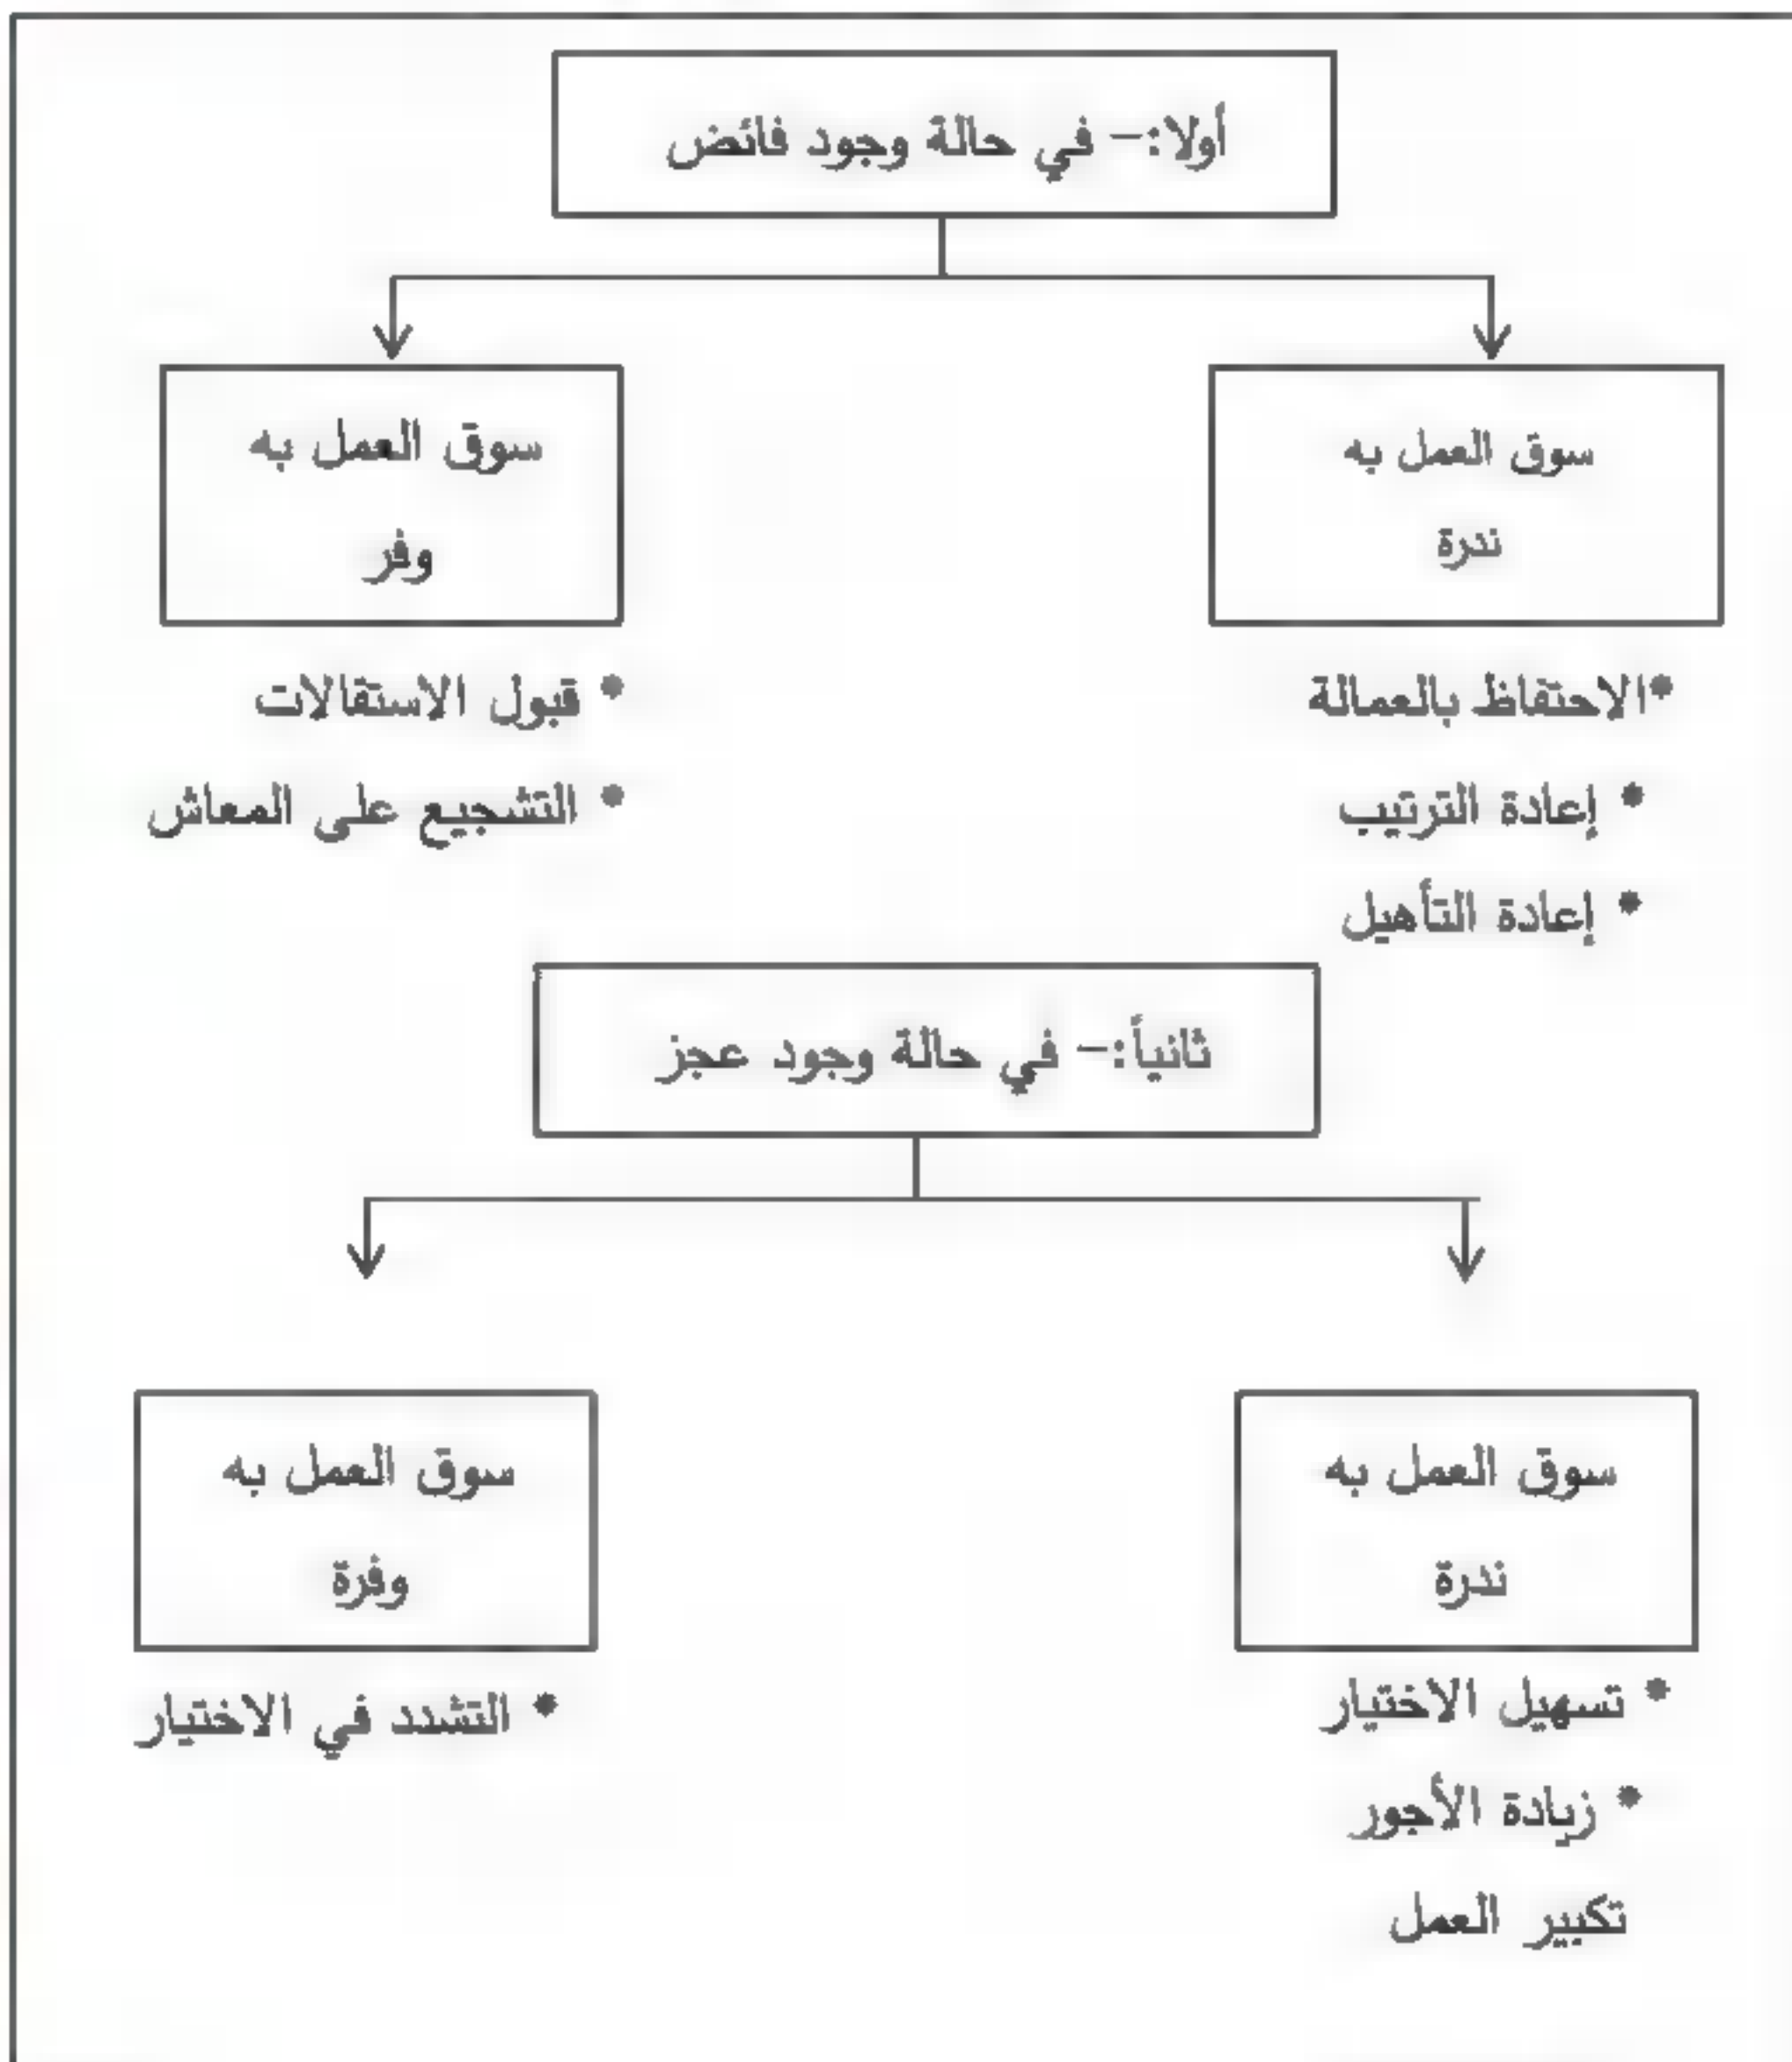 أولا:- في حالة وجود فائض
سوق العمل به
ندرة
•الاحتفاظ بالعمالة
• إعادة الترتيب
• إعادة التأهيل
سوق العمل به
وفر
• قبول الاستقالات
• التشجيع على المعاش
ثانياً:- في حالة وجود عجز
سوق العمل به
ندرة
• تسهيل الاختيار
• زيادة الأجور
تكبير العمل
سوق العمل به
وفرة
• التشدد في الاختيار